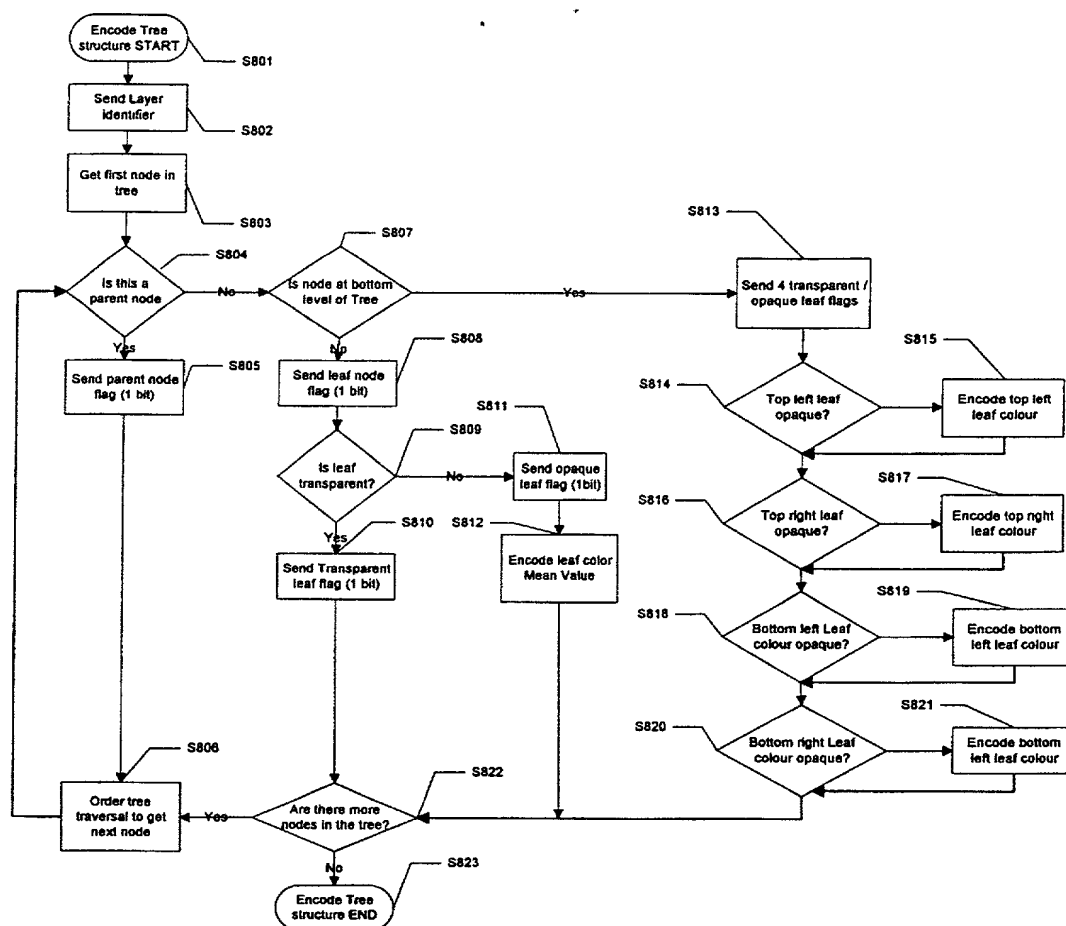 Encode Tree
structure START
S801
Send Layer
identifier
S802
Get first node in
tree
S803
S804
Is this a
parent node
No
S807
Is node at bottom
level of Tree
Yes
S813
Send 4 transparent /
opaque leaf flags
Yes
Send parent node
flag (1 bit)
S805
No
Send leaf node
flag (1 bit)
S808
S809
Is leaf
transparent?
No
S811
Send opaque
leaf flag (1bit)
S812
Encode leaf color
Mean Value
Yes
S810
Send Transparent
leaf flag (1 bit)
S814
Top left leaf
opaque?
S815
Encode top left
leaf colour
S816
Top right leaf
opaque?
S817
Encode top right
leaf colour
S818
Bottom left Leaf
colour opaque?
S819
Encode bottom
left leaf colour
S820
Bottom right Leaf
colour opaque?
S821
Encode bottom
left leaf colour
S806
Order tree
traversal to get
next node
Yes
S822
Are there more
nodes in the tree?
No
S823
Encode Tree
structure END